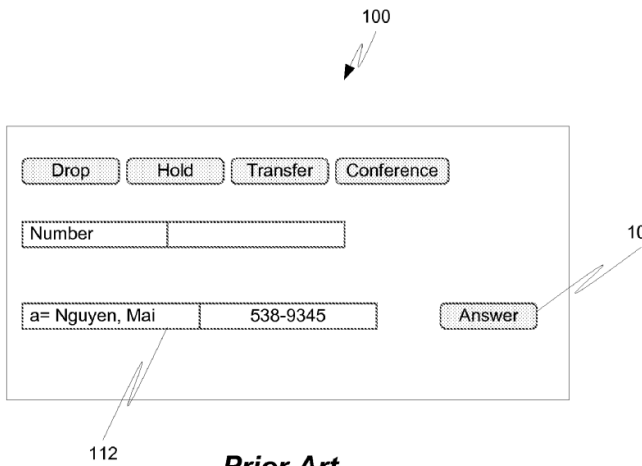 100
Drop Hold Transfer Conference
Number
a= Nguyen, Mai 538-9345 Answer
112
Prior Art